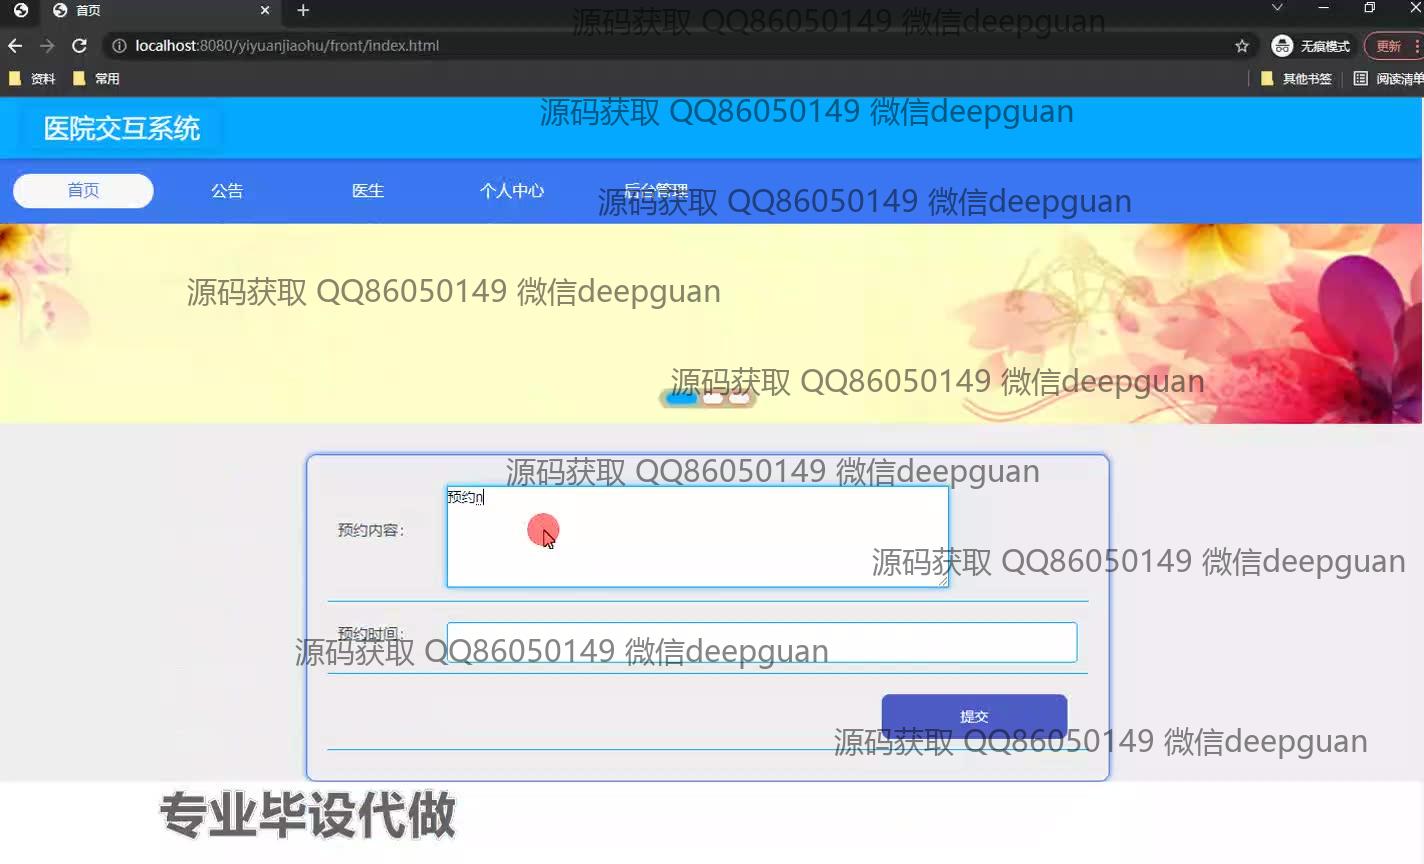 首页
源码获取 QQ86050149 微信deepguan
localhost:8080/yiyuanjiaohu/front/index.html
无痕模式
更新
资料
常用
其他书签
阅读清单
源码获取 QQ86050149 微信deepguan
医院交互系统
首页
公告
医生
个人中心
后台管理
源码获取 QQ86050149 微信deepguan
源码获取 QQ86050149 微信deepguan
源码获取 QQ86050149 微信deepguan
源码获取 QQ86050149 微信deepguan
预约n
预约内容:
源码获取 QQ86050149 微信deepguan
预约时间:
源码获取 QQ86050149 微信deepguan
提交
源码获取 QQ86050149 微信deepguan
专业毕设代做